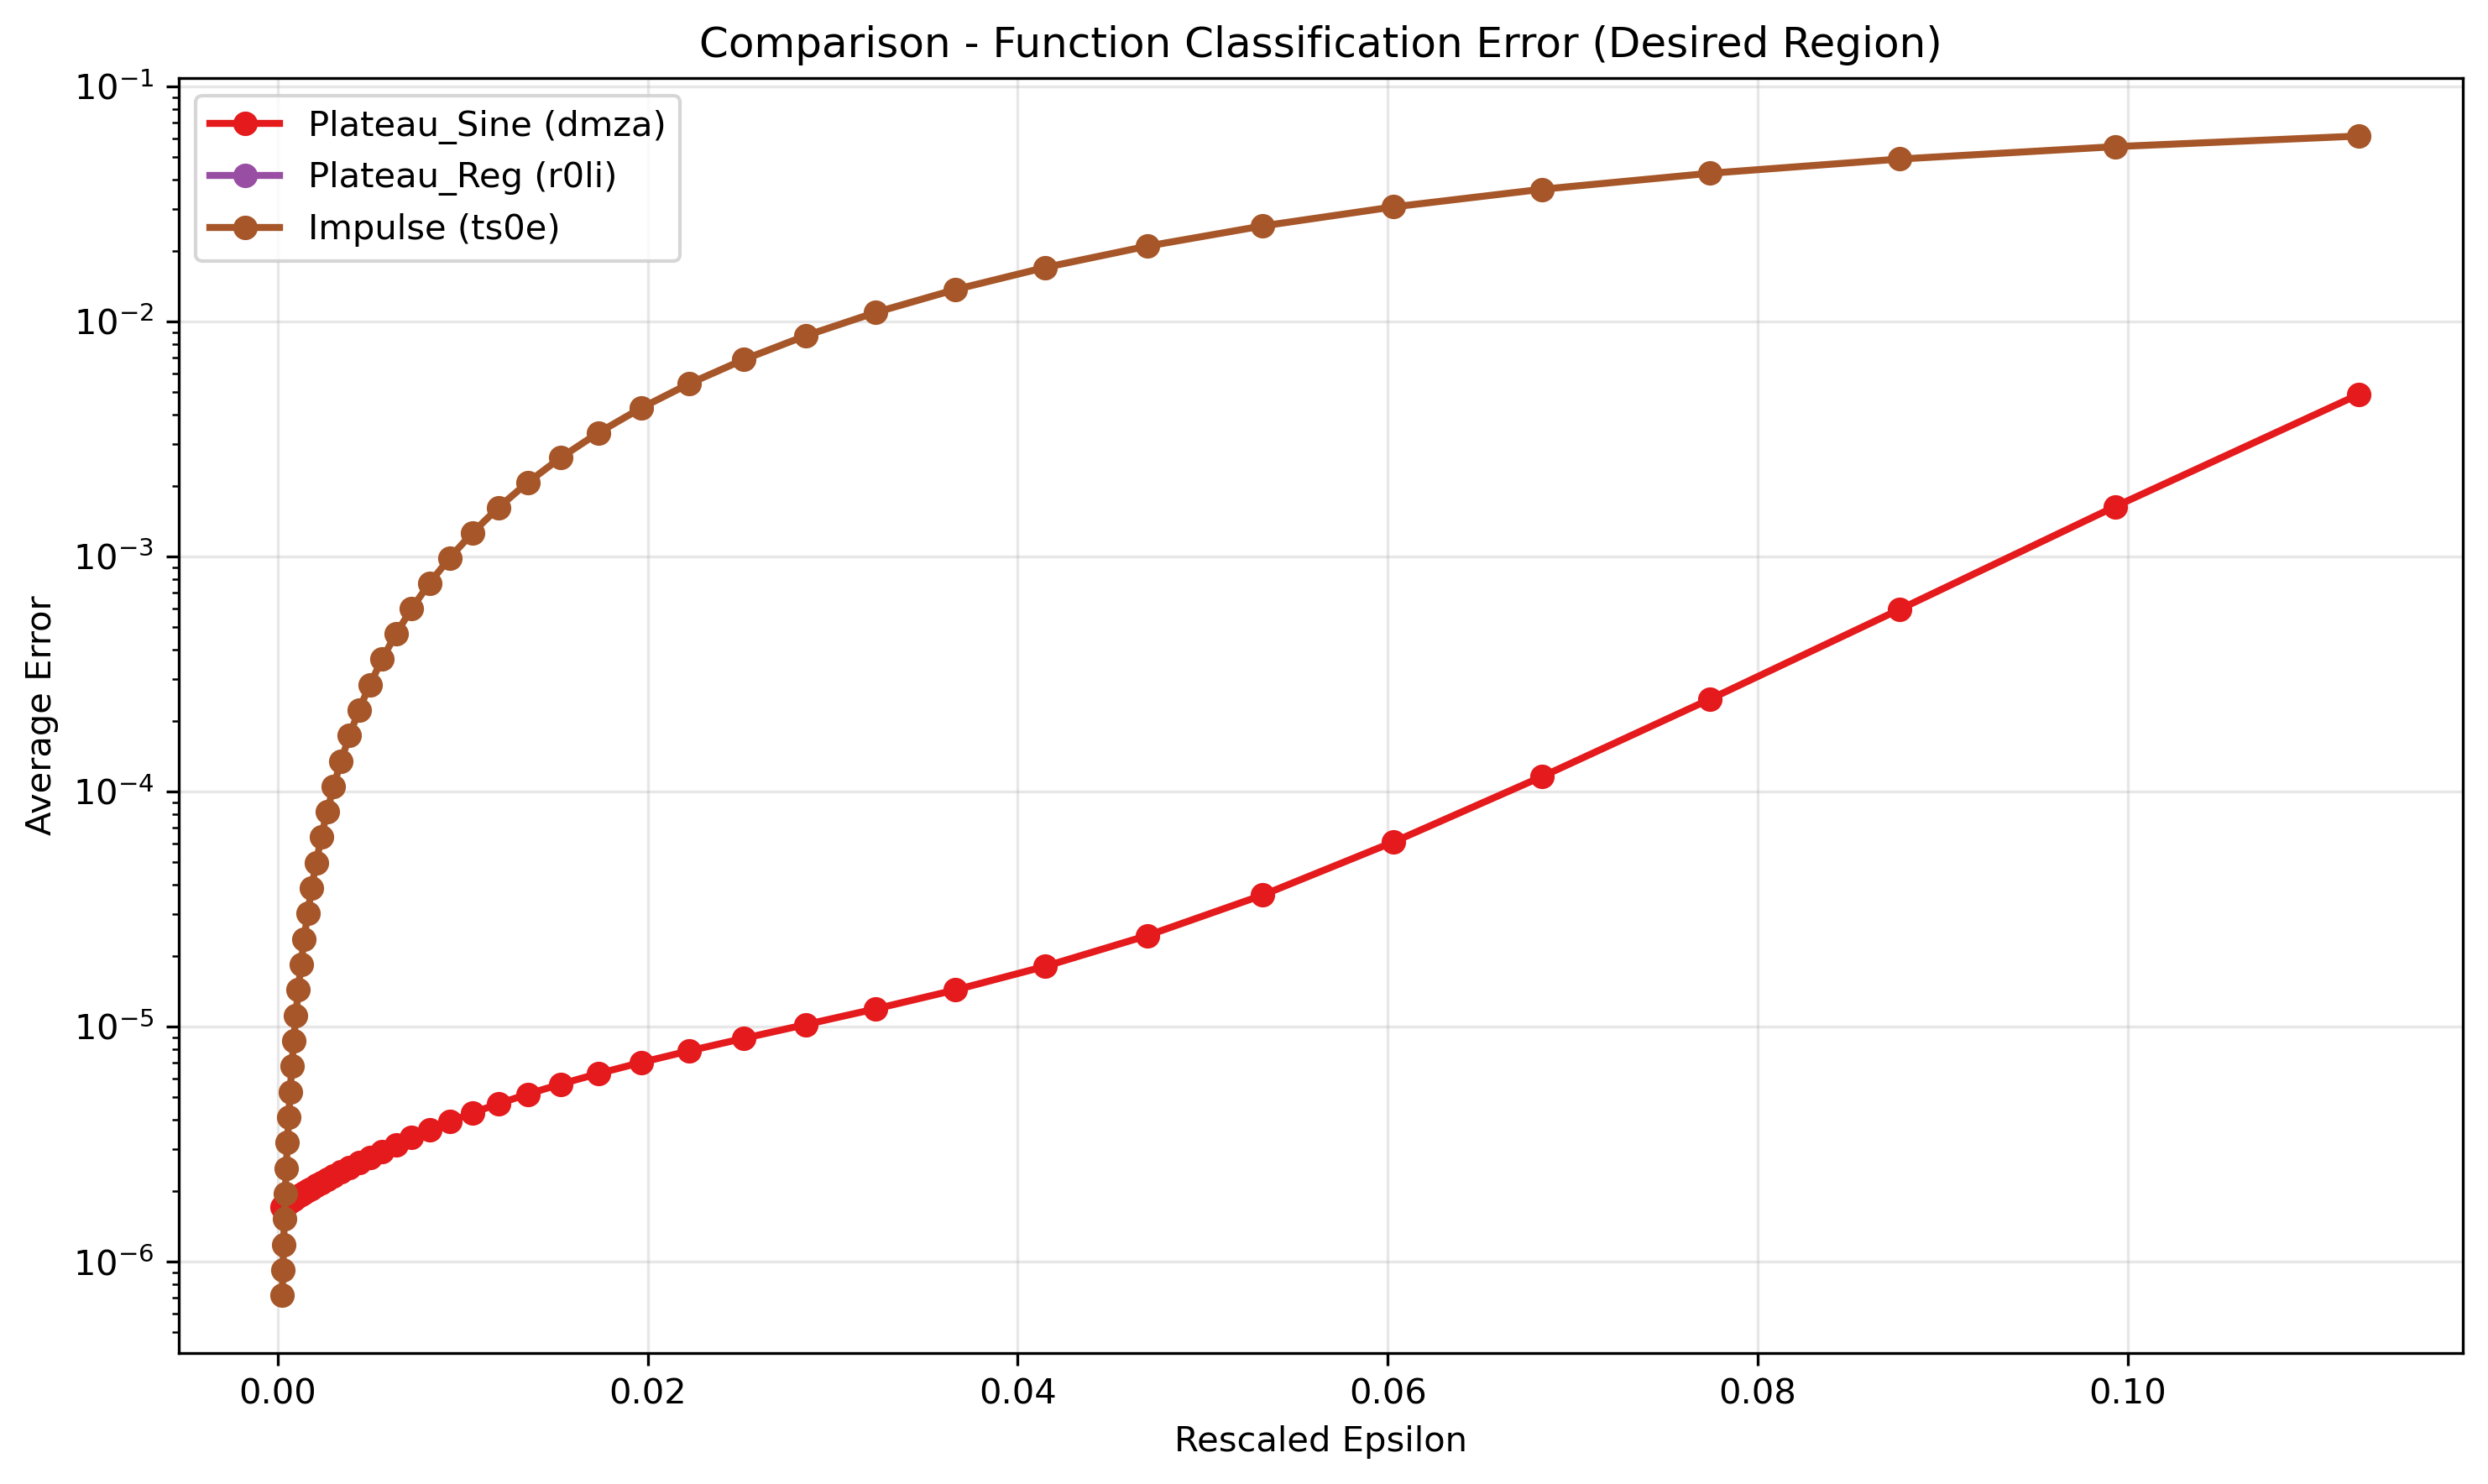 Comparison - Function Classification Error (Desired Region)
Plateau_Sine (dmza)
Plateau_Reg (r0li)
Impulse (ts0e)
Average Error
10⁻¹
10⁻²
10⁻³
10⁻⁴
10⁻⁵
10⁻⁶
0.00 0.02 0.04 0.06 0.08 0.10
Rescaled Epsilon